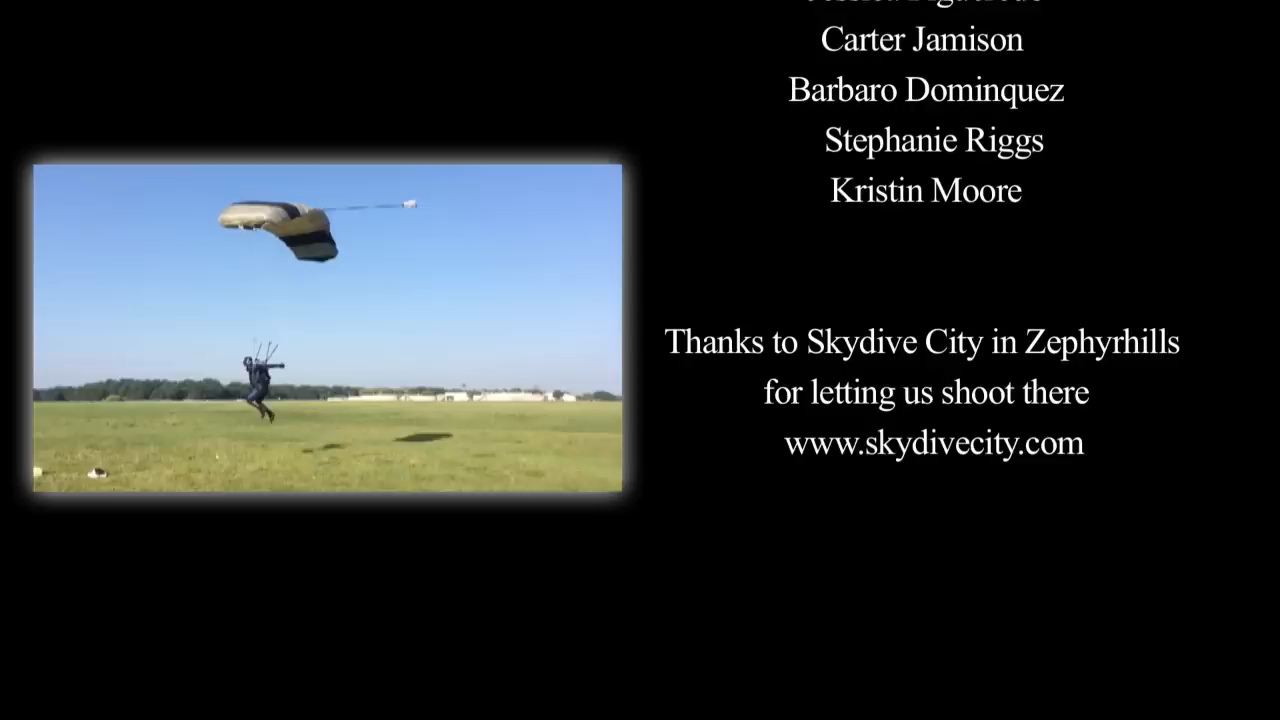 Carter Jamison
Barbaro Dominquez
Stephanie Riggs
Kristin Moore
Thanks to Skydive City in Zephyrhills
for letting us shoot there
www.skydivecity.com